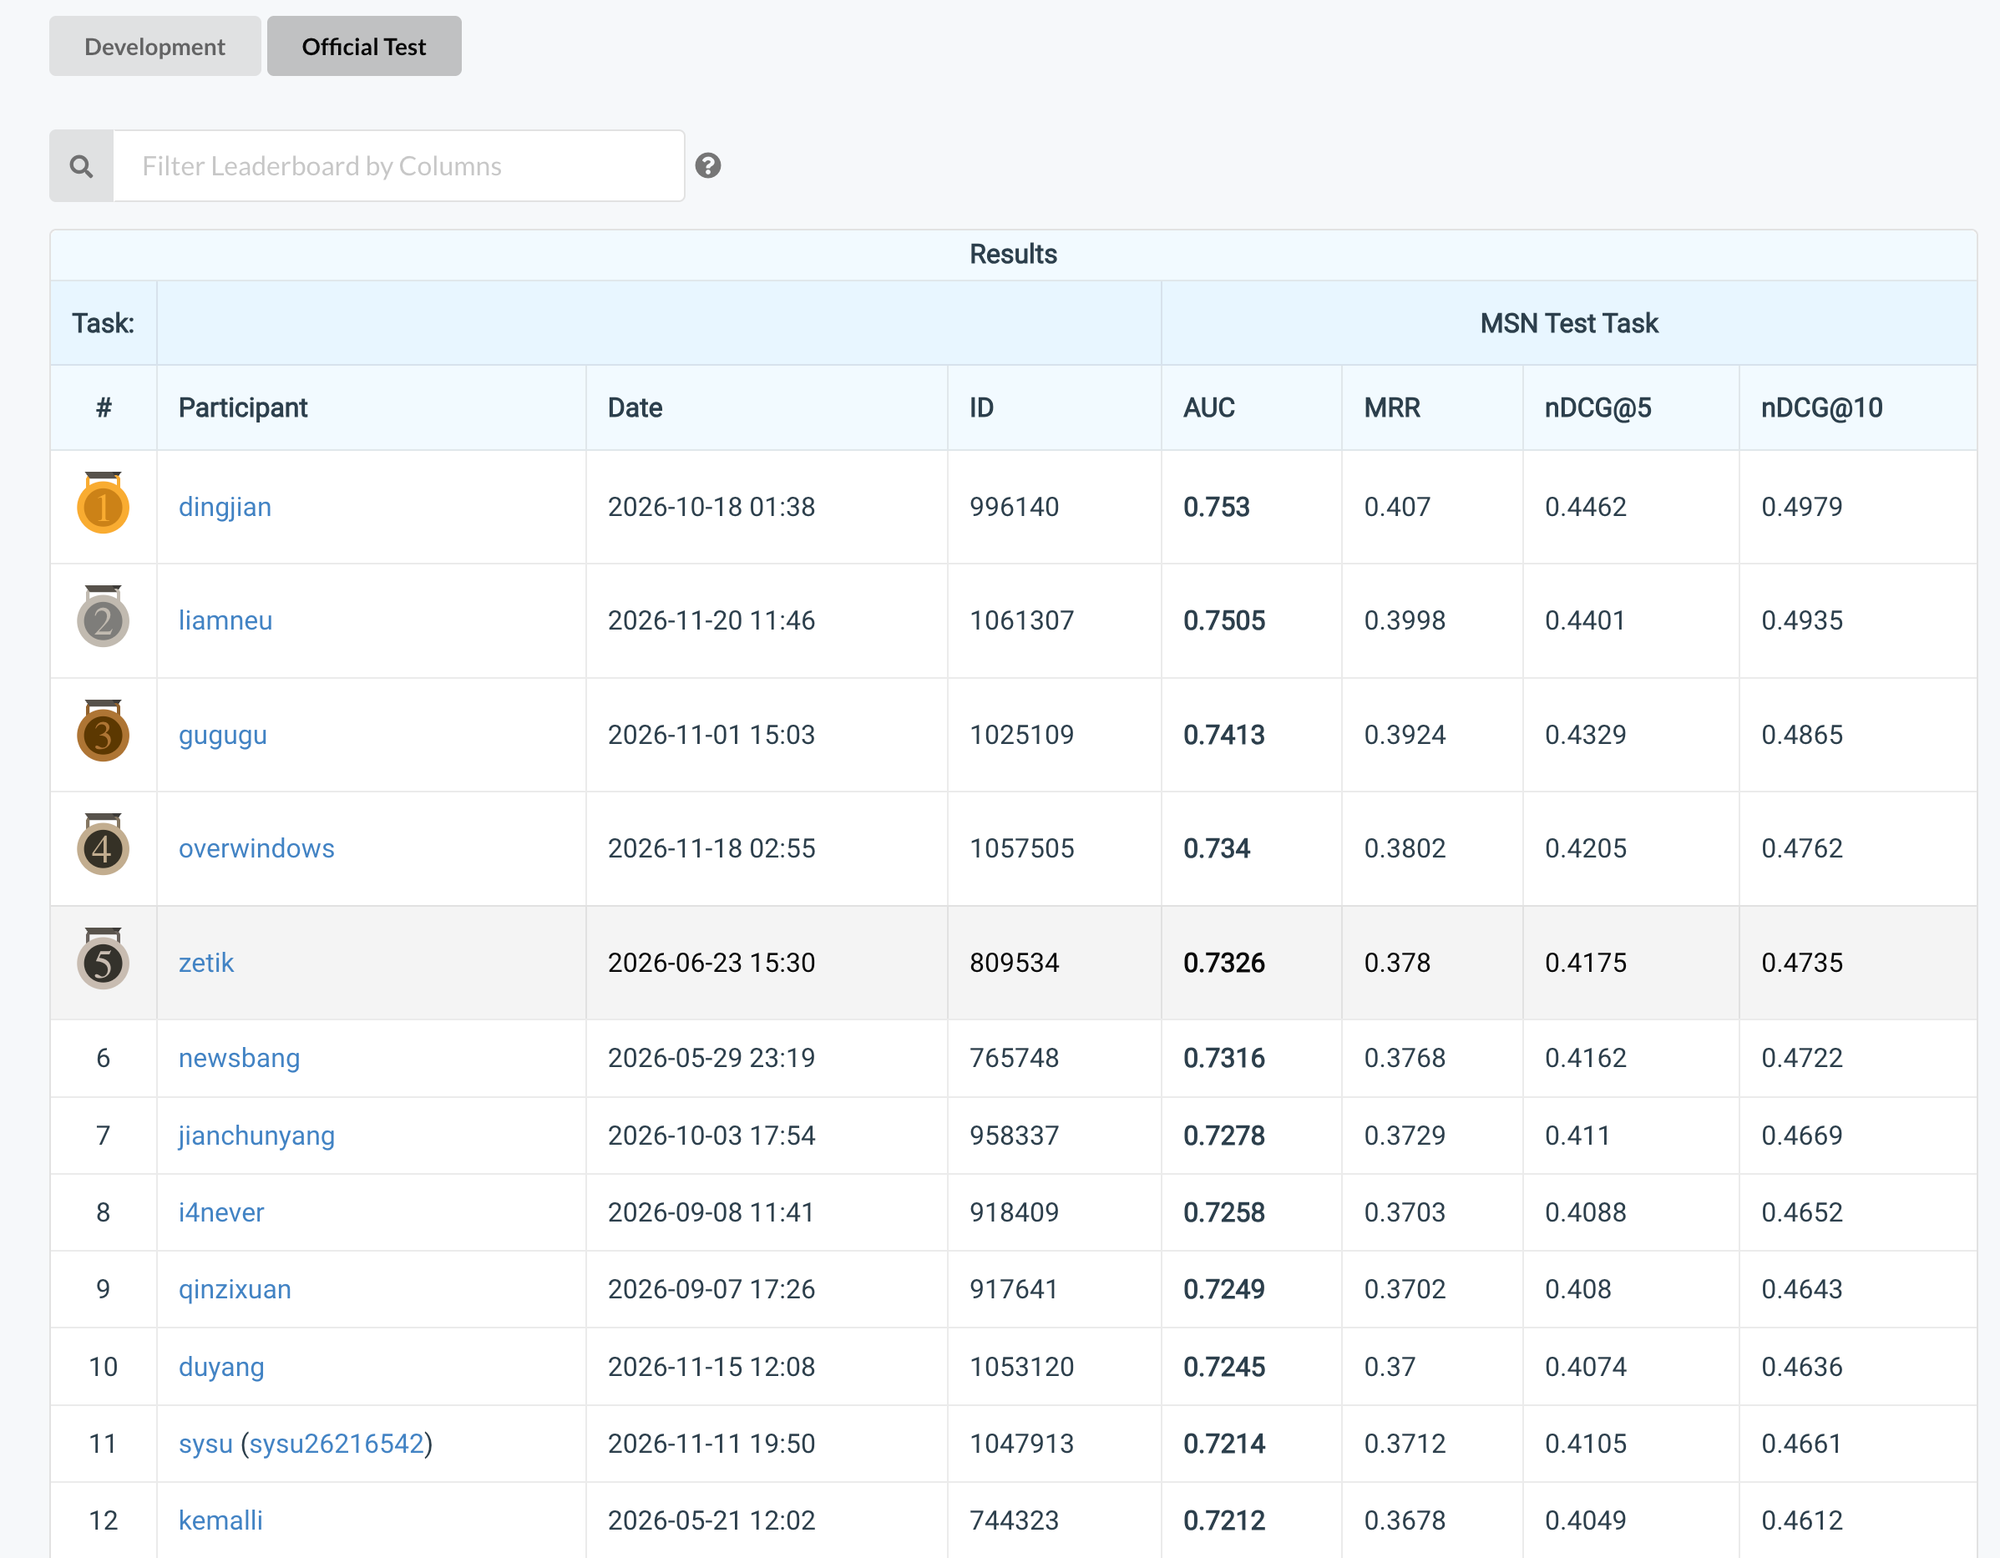 Development Official Test
Filter Leaderboard by Columns ?
Results
Task: MSN Test Task
# Participant Date ID AUC MRR nDCG@5 nDCG@10
1 dingjian 2026-10-18 01:38 996140 0.753 0.407 0.4462 0.4979
2 liamneu 2026-11-20 11:46 1061307 0.7505 0.3998 0.4401 0.4935
3 gugugu 2026-11-01 15:03 1025109 0.7413 0.3924 0.4329 0.4865
4 overwindows 2026-11-18 02:55 1057505 0.734 0.3802 0.4205 0.4762
5 zetik 2026-06-23 15:30 809534 0.7326 0.378 0.4175 0.4735
6 newsbang 2026-05-29 23:19 765748 0.7316 0.3768 0.4162 0.4722
7 jianchunyang 2026-10-03 17:54 958337 0.7278 0.3729 0.411 0.4669
8 i4never 2026-09-08 11:41 918409 0.7258 0.3703 0.4088 0.4652
9 qinzixuan 2026-09-07 17:26 917641 0.7249 0.3702 0.408 0.4643
10 duyang 2026-11-15 12:08 1053120 0.7245 0.37 0.4074 0.4636
11 sysu (sysu26216542) 2026-11-11 19:50 1047913 0.7214 0.3712 0.4105 0.4661
12 kemalli 2026-05-21 12:02 744323 0.7212 0.3678 0.4049 0.4612